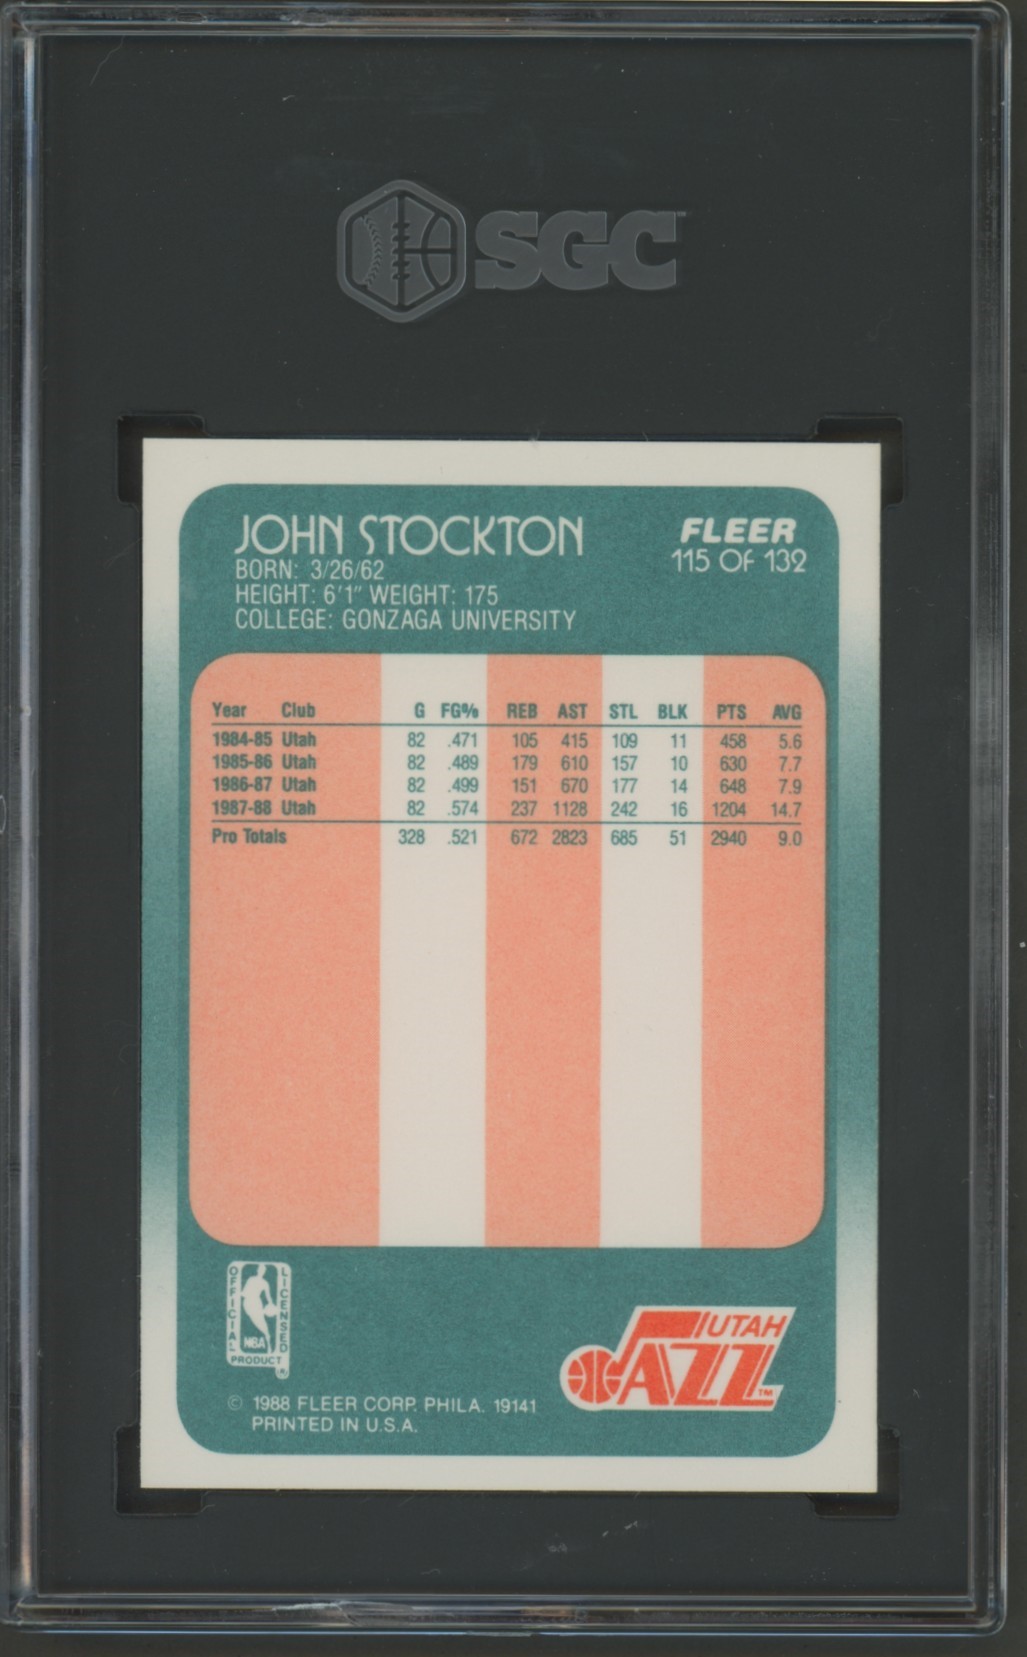 SGC
JOHN STOCKTON
BORN: 3/26/62
HEIGHT: 6'1" WEIGHT: 175
COLLEGE: GONZAGA UNIVERSITY
FLEER
115 OF 132
Year Club G FG% REB AST STL BLK PTS AVG
1984-85 Utah 82 .471 105 415 109 11 458 5.6
1985-86 Utah 82 .489 179 610 157 10 630 7.7
1986-87 Utah 82 .499 151 670 177 14 648 7.9
1987-88 Utah 82 .574 237 1128 242 16 1204 14.7
Pro Totals 328 .521 672 2823 685 51 2940 9.0
OFFICIAL
LICENSED
NBA
PRODUCT
®
UTAH
JAZZ
™
© 1988 FLEER CORP. PHILA. 19141
PRINTED IN U.S.A.